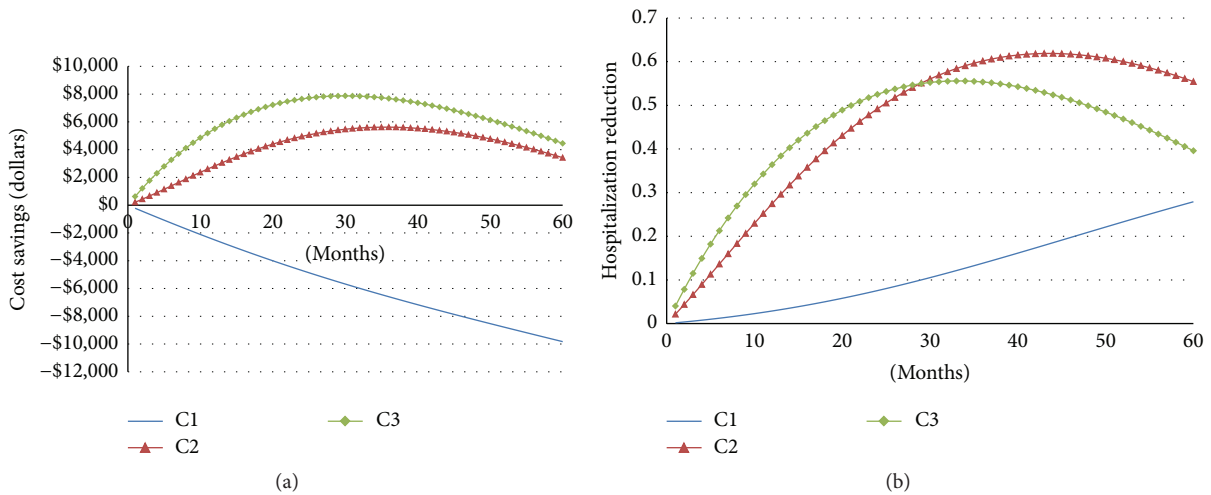 Cost savings (dollars)
$10,000
$8,000
$6,000
$4,000
$2,000
$0
−$2,000
−$4,000
−$6,000
−$8,000
−$10,000
−$12,000
0 10 20 30 40 50 60
(Months)
C1 C3
C2
(a)
Hospitalization reduction
0.7
0.6
0.5
0.4
0.3
0.2
0.1
0
0 10 20 30 40 50 60
(Months)
C1 C3
C2
(b)